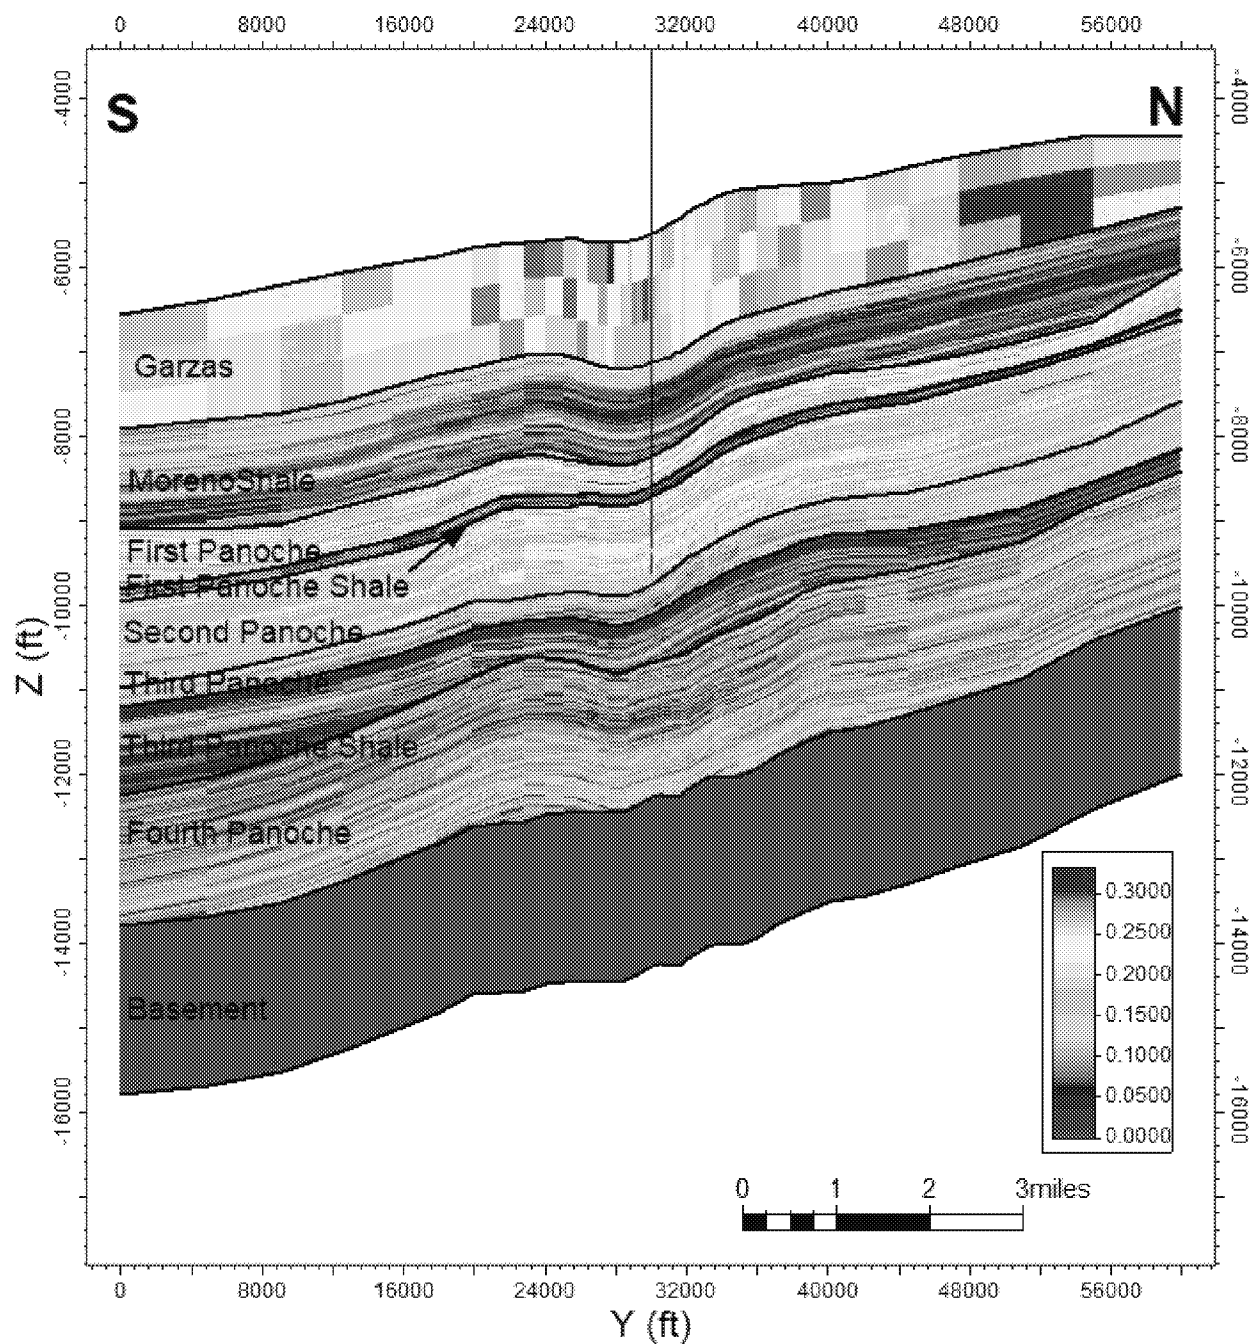 0 8000 16000 24000 32000 40000 48000 56000
S
N
-4000 -4000
-6000 -6000
Garzas
-8000 -8000
MorenoShale
First Panoche
First Panoche Shale
-10000 -10000
Second Panoche
Z (ft)
Third Panoche
Third Panoche Shale
-12000 -12000
Fourth Panoche
0.3000
0.2500
-14000 -14000
0.2000
Basement
0.1500
0.1000
0.0500
-16000 -16000
0.0000
0 1 2 3miles
0 8000 16000 24000 32000 40000 48000 56000
Y (ft)